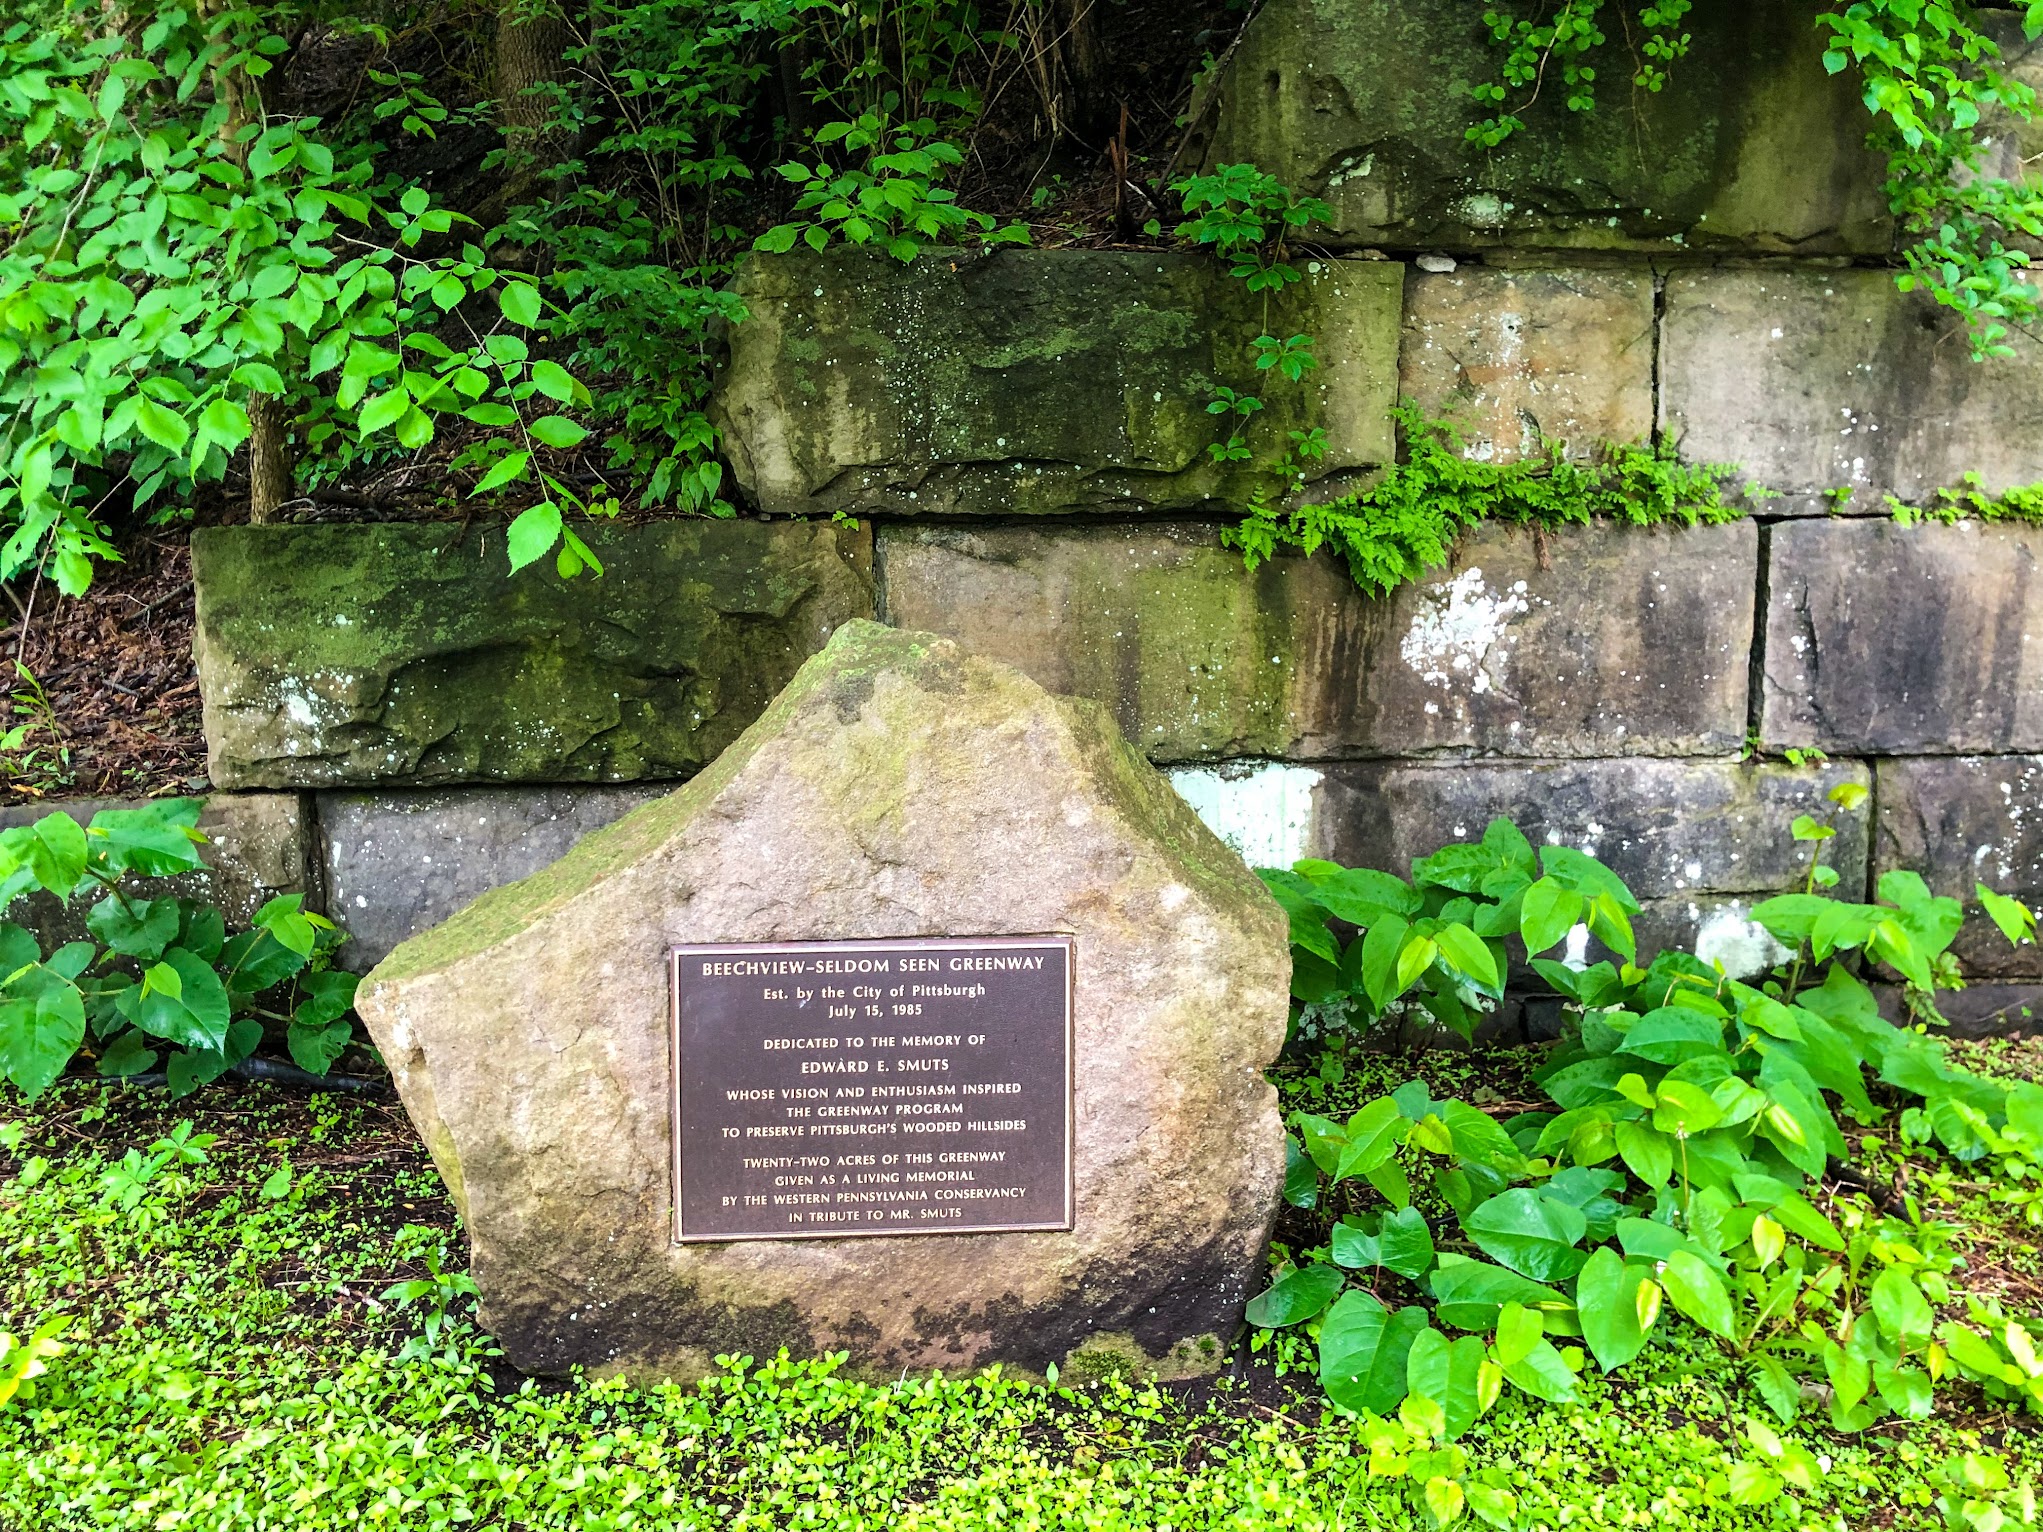 BEECHVIEW-SELDOM SEEN GREENWAY
Est. by the City of Pittsburgh
July 15, 1985
DEDICATED TO THE MEMORY OF
EDWARD E. SMUTS
WHOSE VISION AND ENTHUSIASM INSPIRED
THE GREENWAY PROGRAM
TO PRESERVE PITTSBURGH'S WOODED HILLSIDES
TWENTY-TWO ACRES OF THIS GREENWAY
GIVEN AS A LIVING MEMORIAL
BY THE WESTERN PENNSYLVANIA CONSERVANCY
IN TRIBUTE TO MR. SMUTS